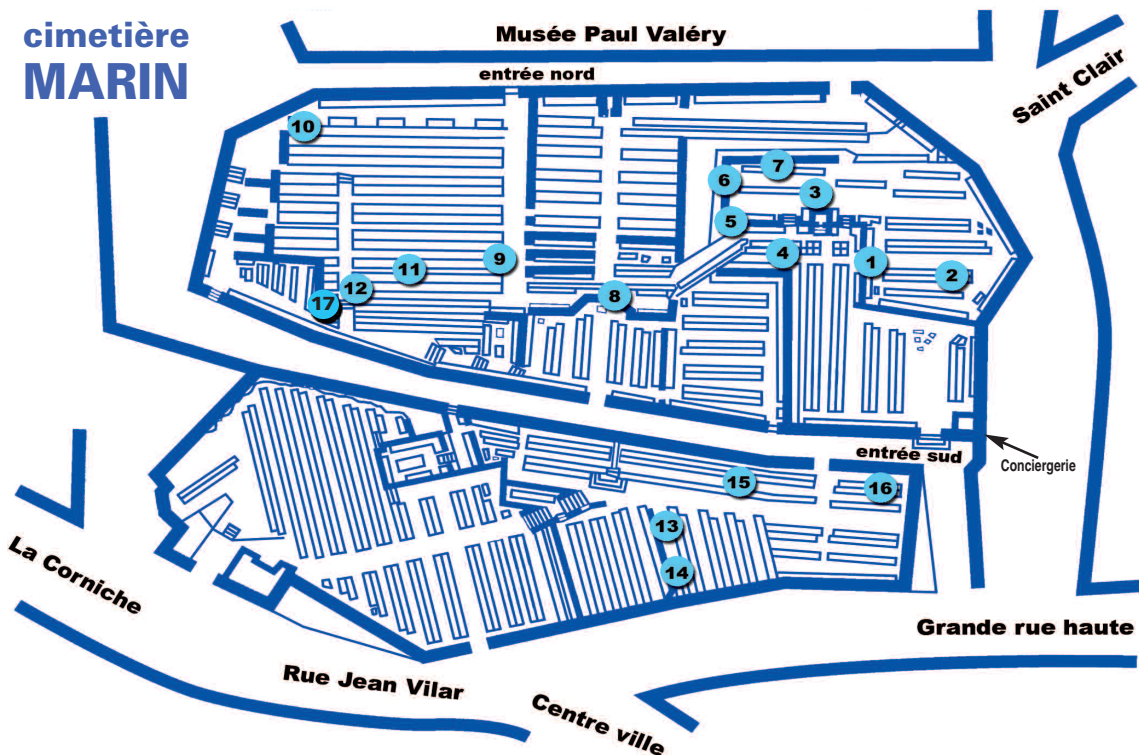 cimetière
MARIN
Musée Paul Valéry
entrée nord
Saint Clair
10
7
6
3
5
4
1
2
9
11
12
17
8
entrée sud
Conciergerie
15
16
13
14
La Corniche
Grande rue haute
Rue Jean Vilar
Centre ville